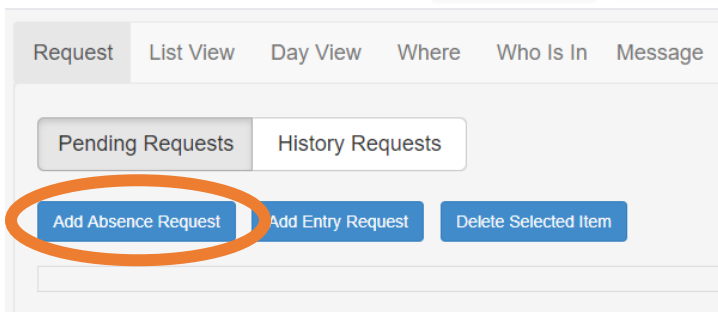 Request List View Day View Where Who Is In Message
Pending Requests History Requests
Add Absence Request Add Entry Request Delete Selected Item